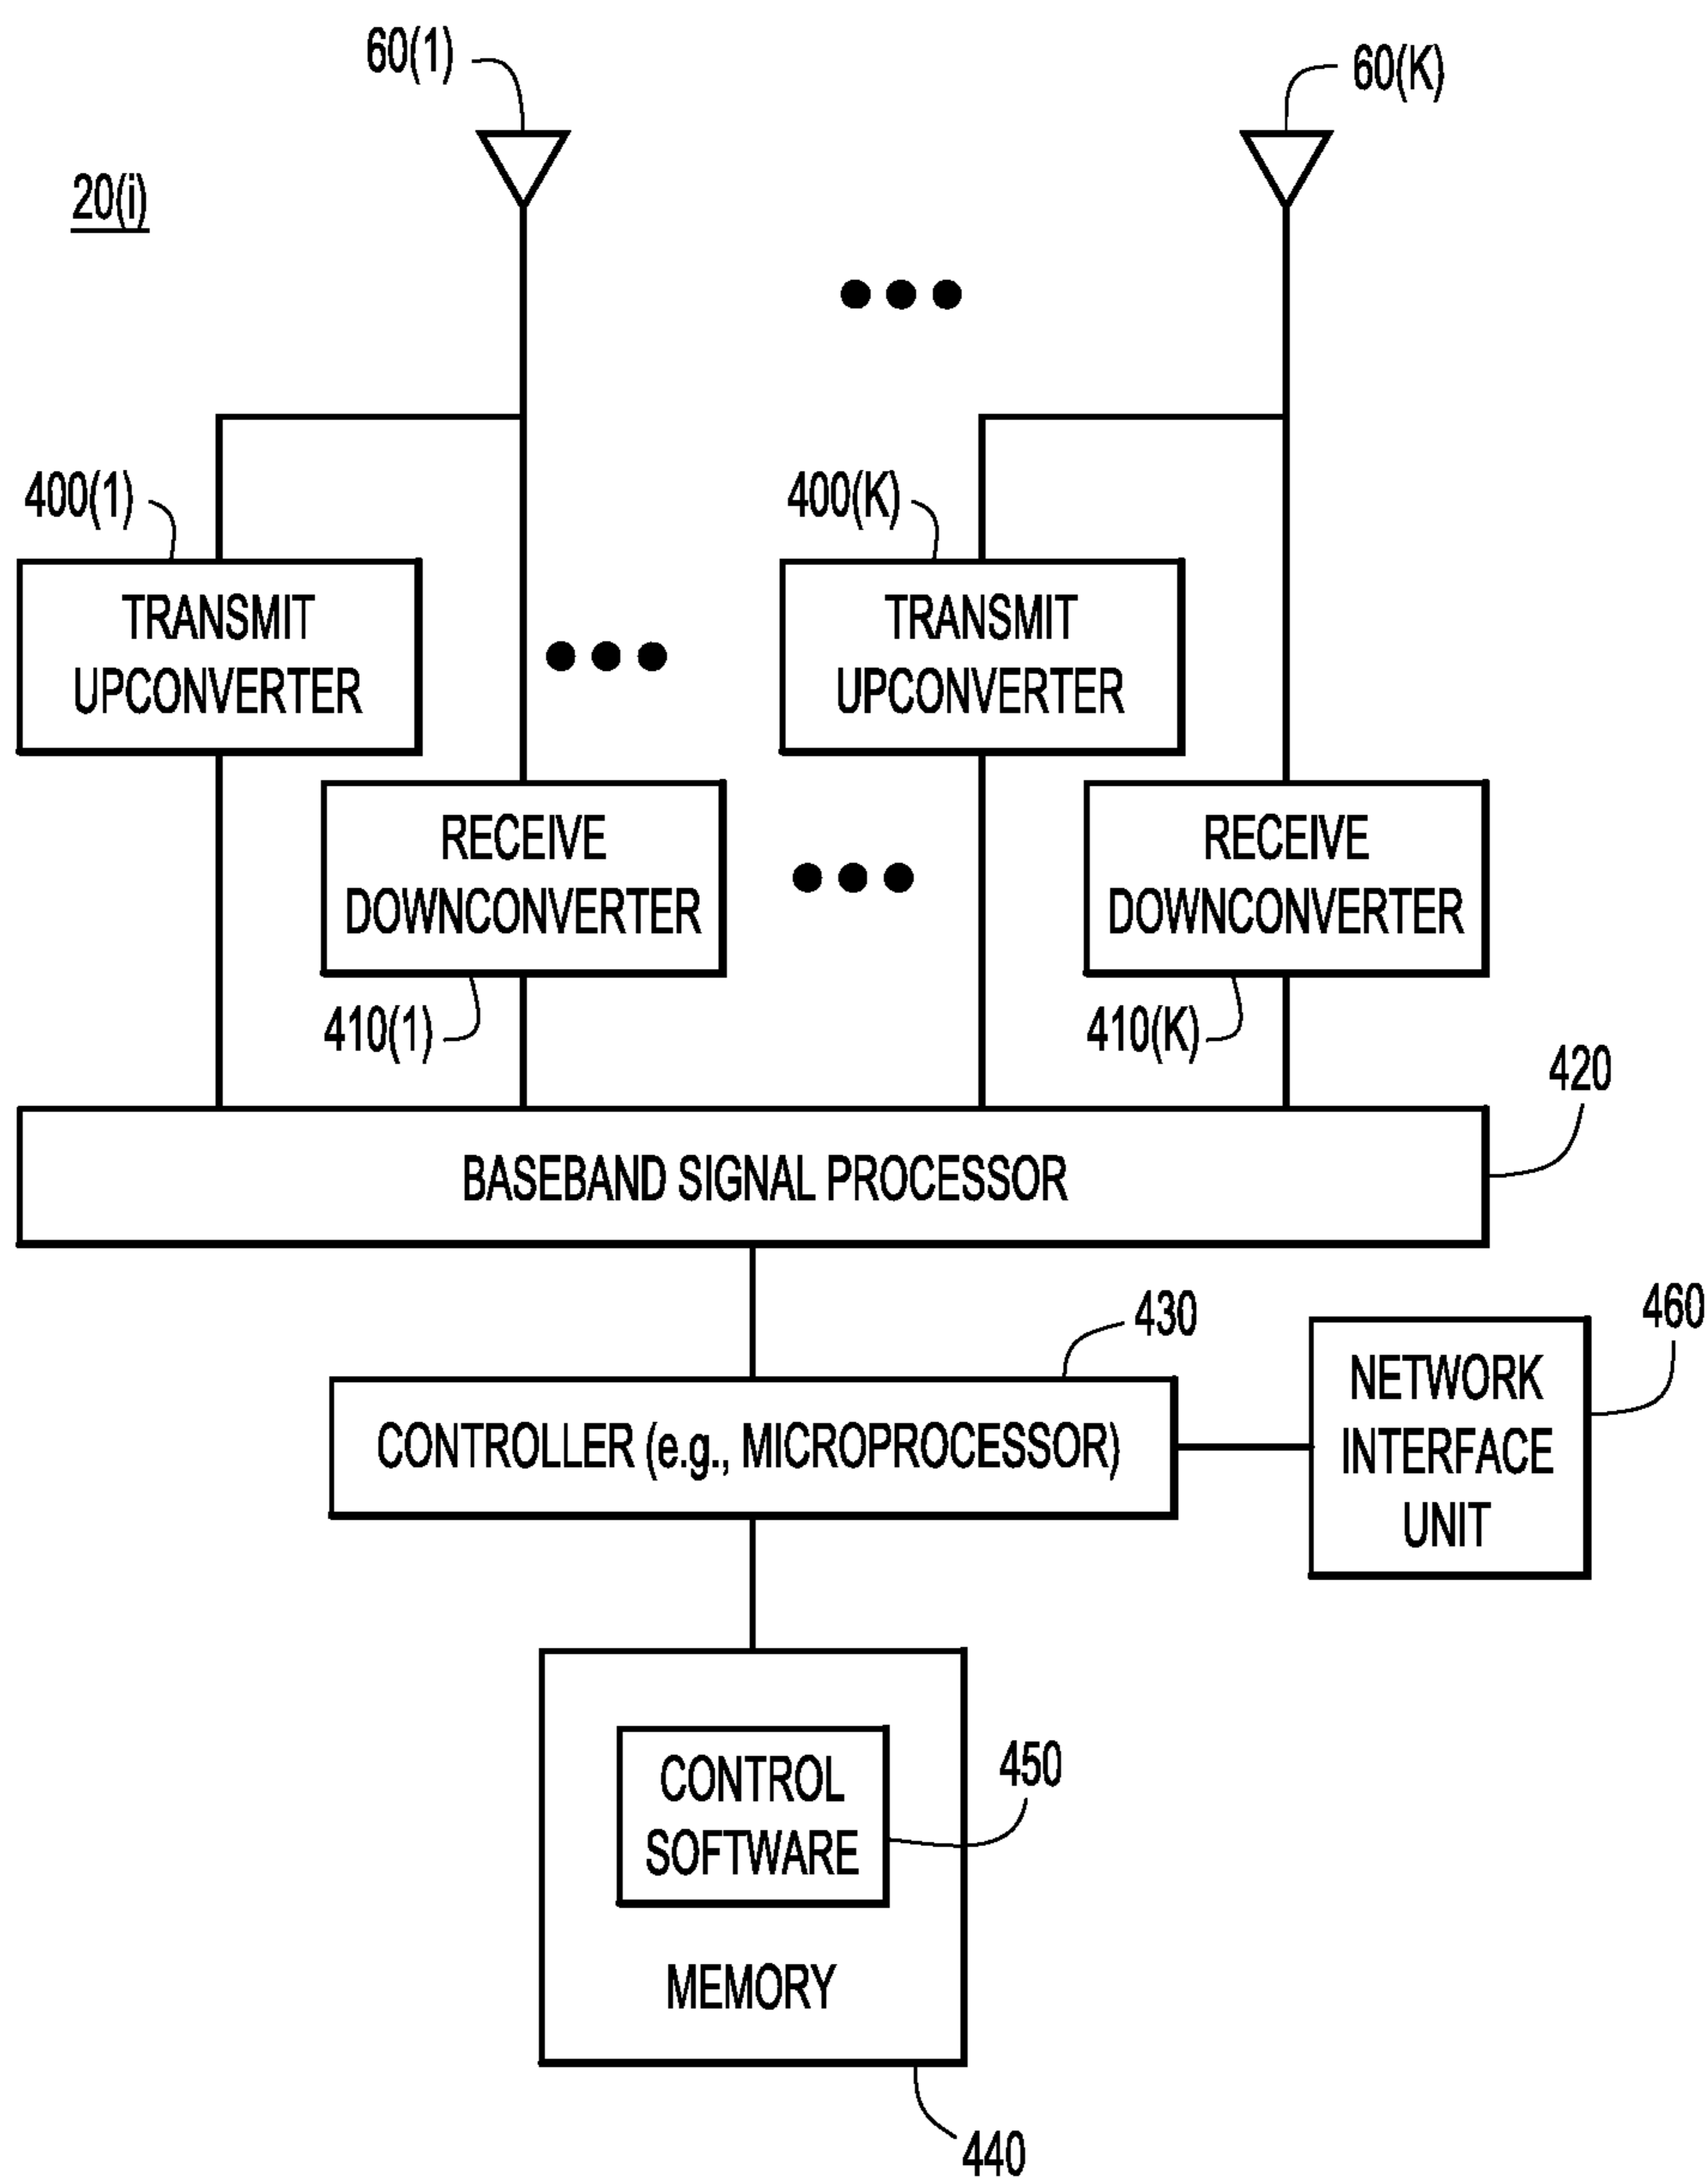 60(1)
60(K)
20(i)
400(1)
400(K)
TRANSMIT
UPCONVERTER
TRANSMIT
UPCONVERTER
RECEIVE
DOWNCONVERTER
RECEIVE
DOWNCONVERTER
410(1)
410(K)
420
BASEBAND SIGNAL PROCESSOR
430
460
CONTROLLER (e.g., MICROPROCESSOR)
NETWORK
INTERFACE
UNIT
450
CONTROL
SOFTWARE
MEMORY
440